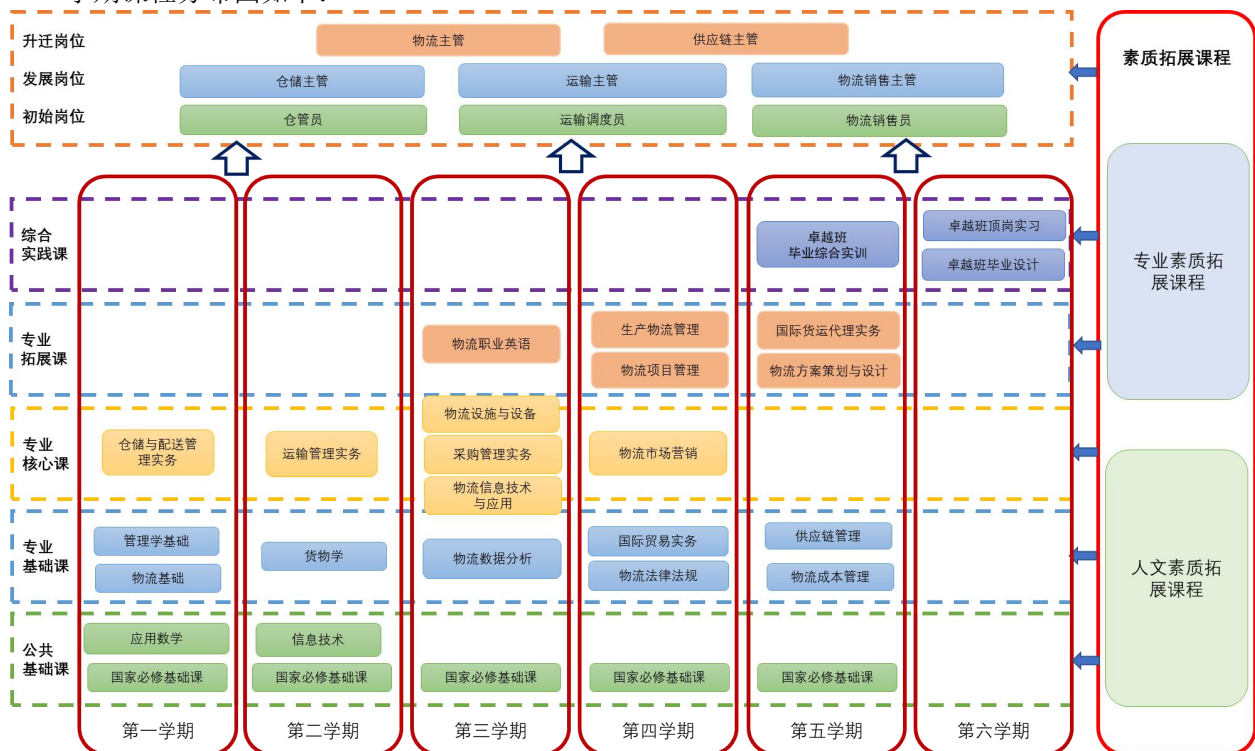 升迁岗位
物流主管
供应链主管
发展岗位
仓储主管
运输主管
物流销售主管
初始岗位
仓管员
运输调度员
物流销售员
素质拓展课程
专业素质拓
展课程
人文素质拓
展课程
综合
实践课
卓越班
毕业综合实训
卓越班顶岗实习
卓越班毕业设计
专业
拓展课
物流职业英语
生产物流管理
物流项目管理
国际货运代理实务
物流方案策划与设计
专业
核心课
仓储与配送管
理实务
运输管理实务
物流设施与设备
采购管理实务
物流信息技术
与应用
物流市场营销
专业
基础课
管理学基础
物流基础
货物学
物流数据分析
国际贸易实务
物流法律法规
供应链管理
物流成本管理
公共
基础课
应用数学
国家必修基础课
信息技术
国家必修基础课
国家必修基础课
国家必修基础课
国家必修基础课
第一学期
第二学期
第三学期
第四学期
第五学期
第六学期